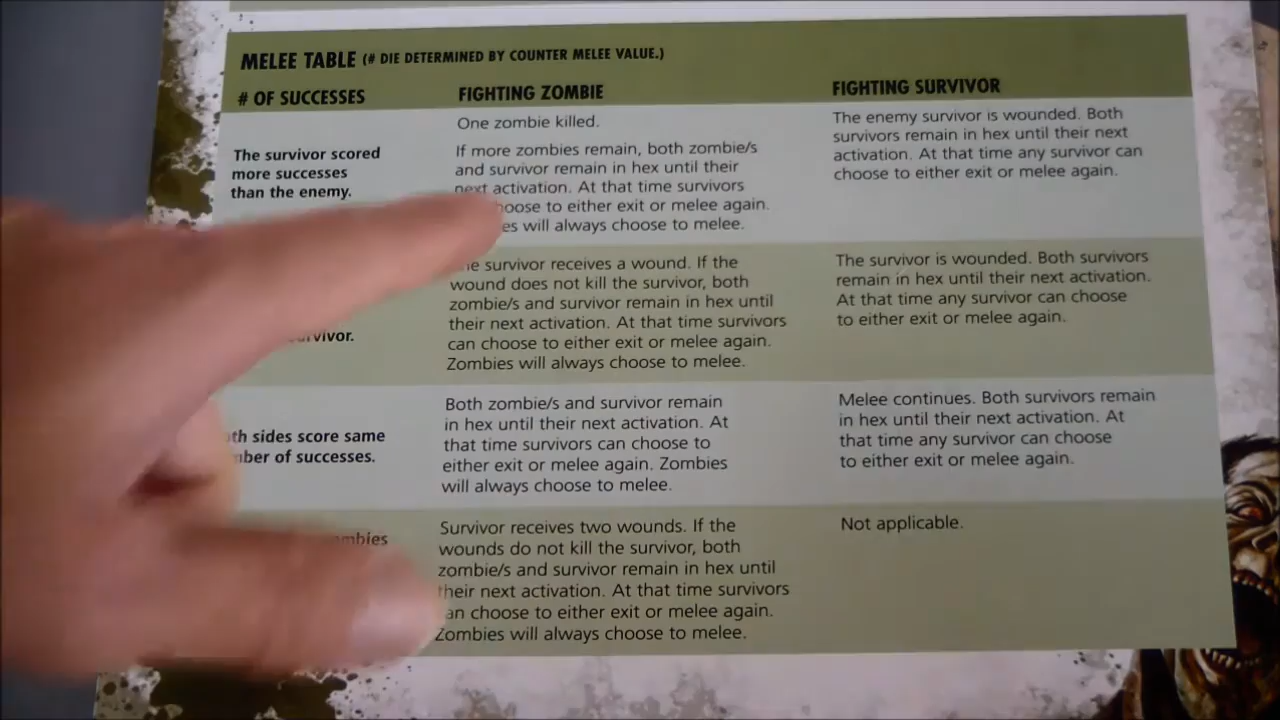 MELEE TABLE (# DIE DETERMINED BY COUNTER MELEE VALUE.)
# OF SUCCESSES
FIGHTING ZOMBIE
FIGHTING SURVIVOR
The survivor scored
more successes
than the enemy.
One zombie killed.
If more zombies remain, both zombie/s
and survivor remain in hex until their
next activation. At that time survivors
to either exit or melee again.
will always choose to melee.
The enemy survivor is wounded. Both
survivors remain in hex until their next
activation. At that time any survivor can
choose to either exit or melee again.
survivor receives a wound. If the
wound does not kill the survivor, both
zombie/s and survivor remain in hex until
their next activation. At that time survivors
can choose to either exit or melee again.
Zombies will always choose to melee.
The survivor is wounded. Both survivors
remain in hex until their next activation.
At that time any survivor can choose
to either exit or melee again.
sides score same
of successes.
Both zombie/s and survivor remain
in hex until their next activation. At
that time survivors can choose to
either exit or melee again. Zombies
will always choose to melee.
Melee continues. Both survivors remain
in hex until their next activation. At
that time any survivor can choose
to either exit or melee again.
Survivor receives two wounds. If the
wounds do not kill the survivor, both
zombie/s and survivor remain in hex until
their next activation. At that time survivors
can choose to either exit or melee again.
Zombies will always choose to melee.
Not applicable.